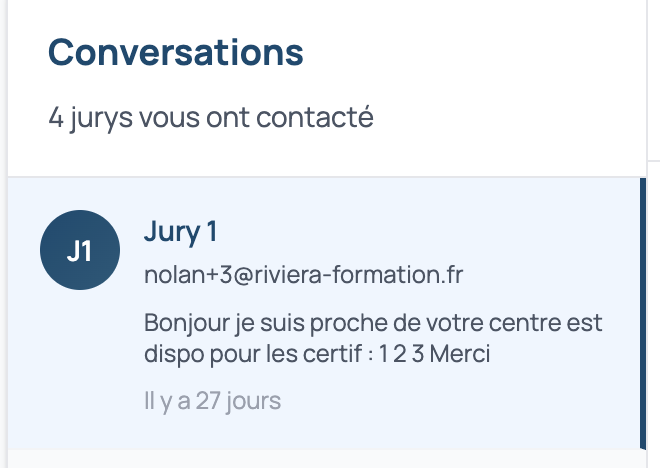 Conversations
4 jurys vous ont contacté
J1
Jury 1
nolan+3@riviera-formation.fr
Bonjour je suis proche de votre centre est
dispo pour les certif : 1 2 3 Merci
Il y a 27 jours